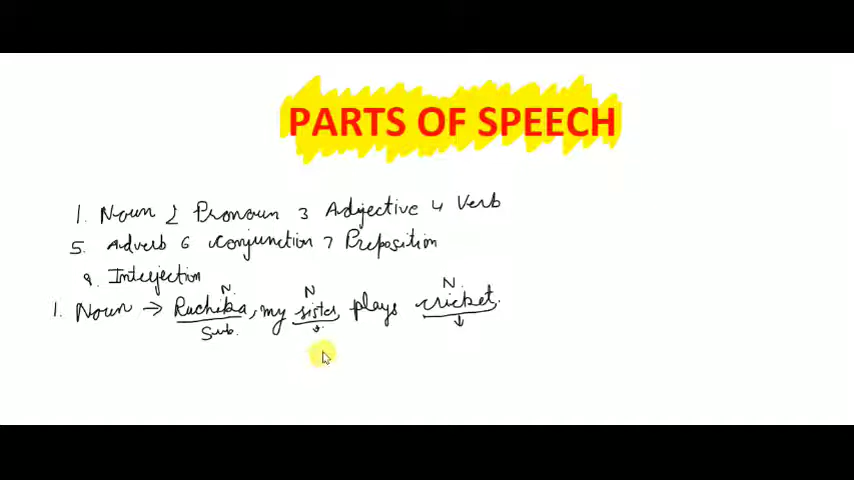 PARTS OF SPEECH
1. Noun 2 Pronoun 3 Adjective 4 Verb
5. Adverb 6 Conjunction 7 Preposition
8. Interjection
N. N N.
1. Noun → Ruchika, my sister plays cricket.
Sub.